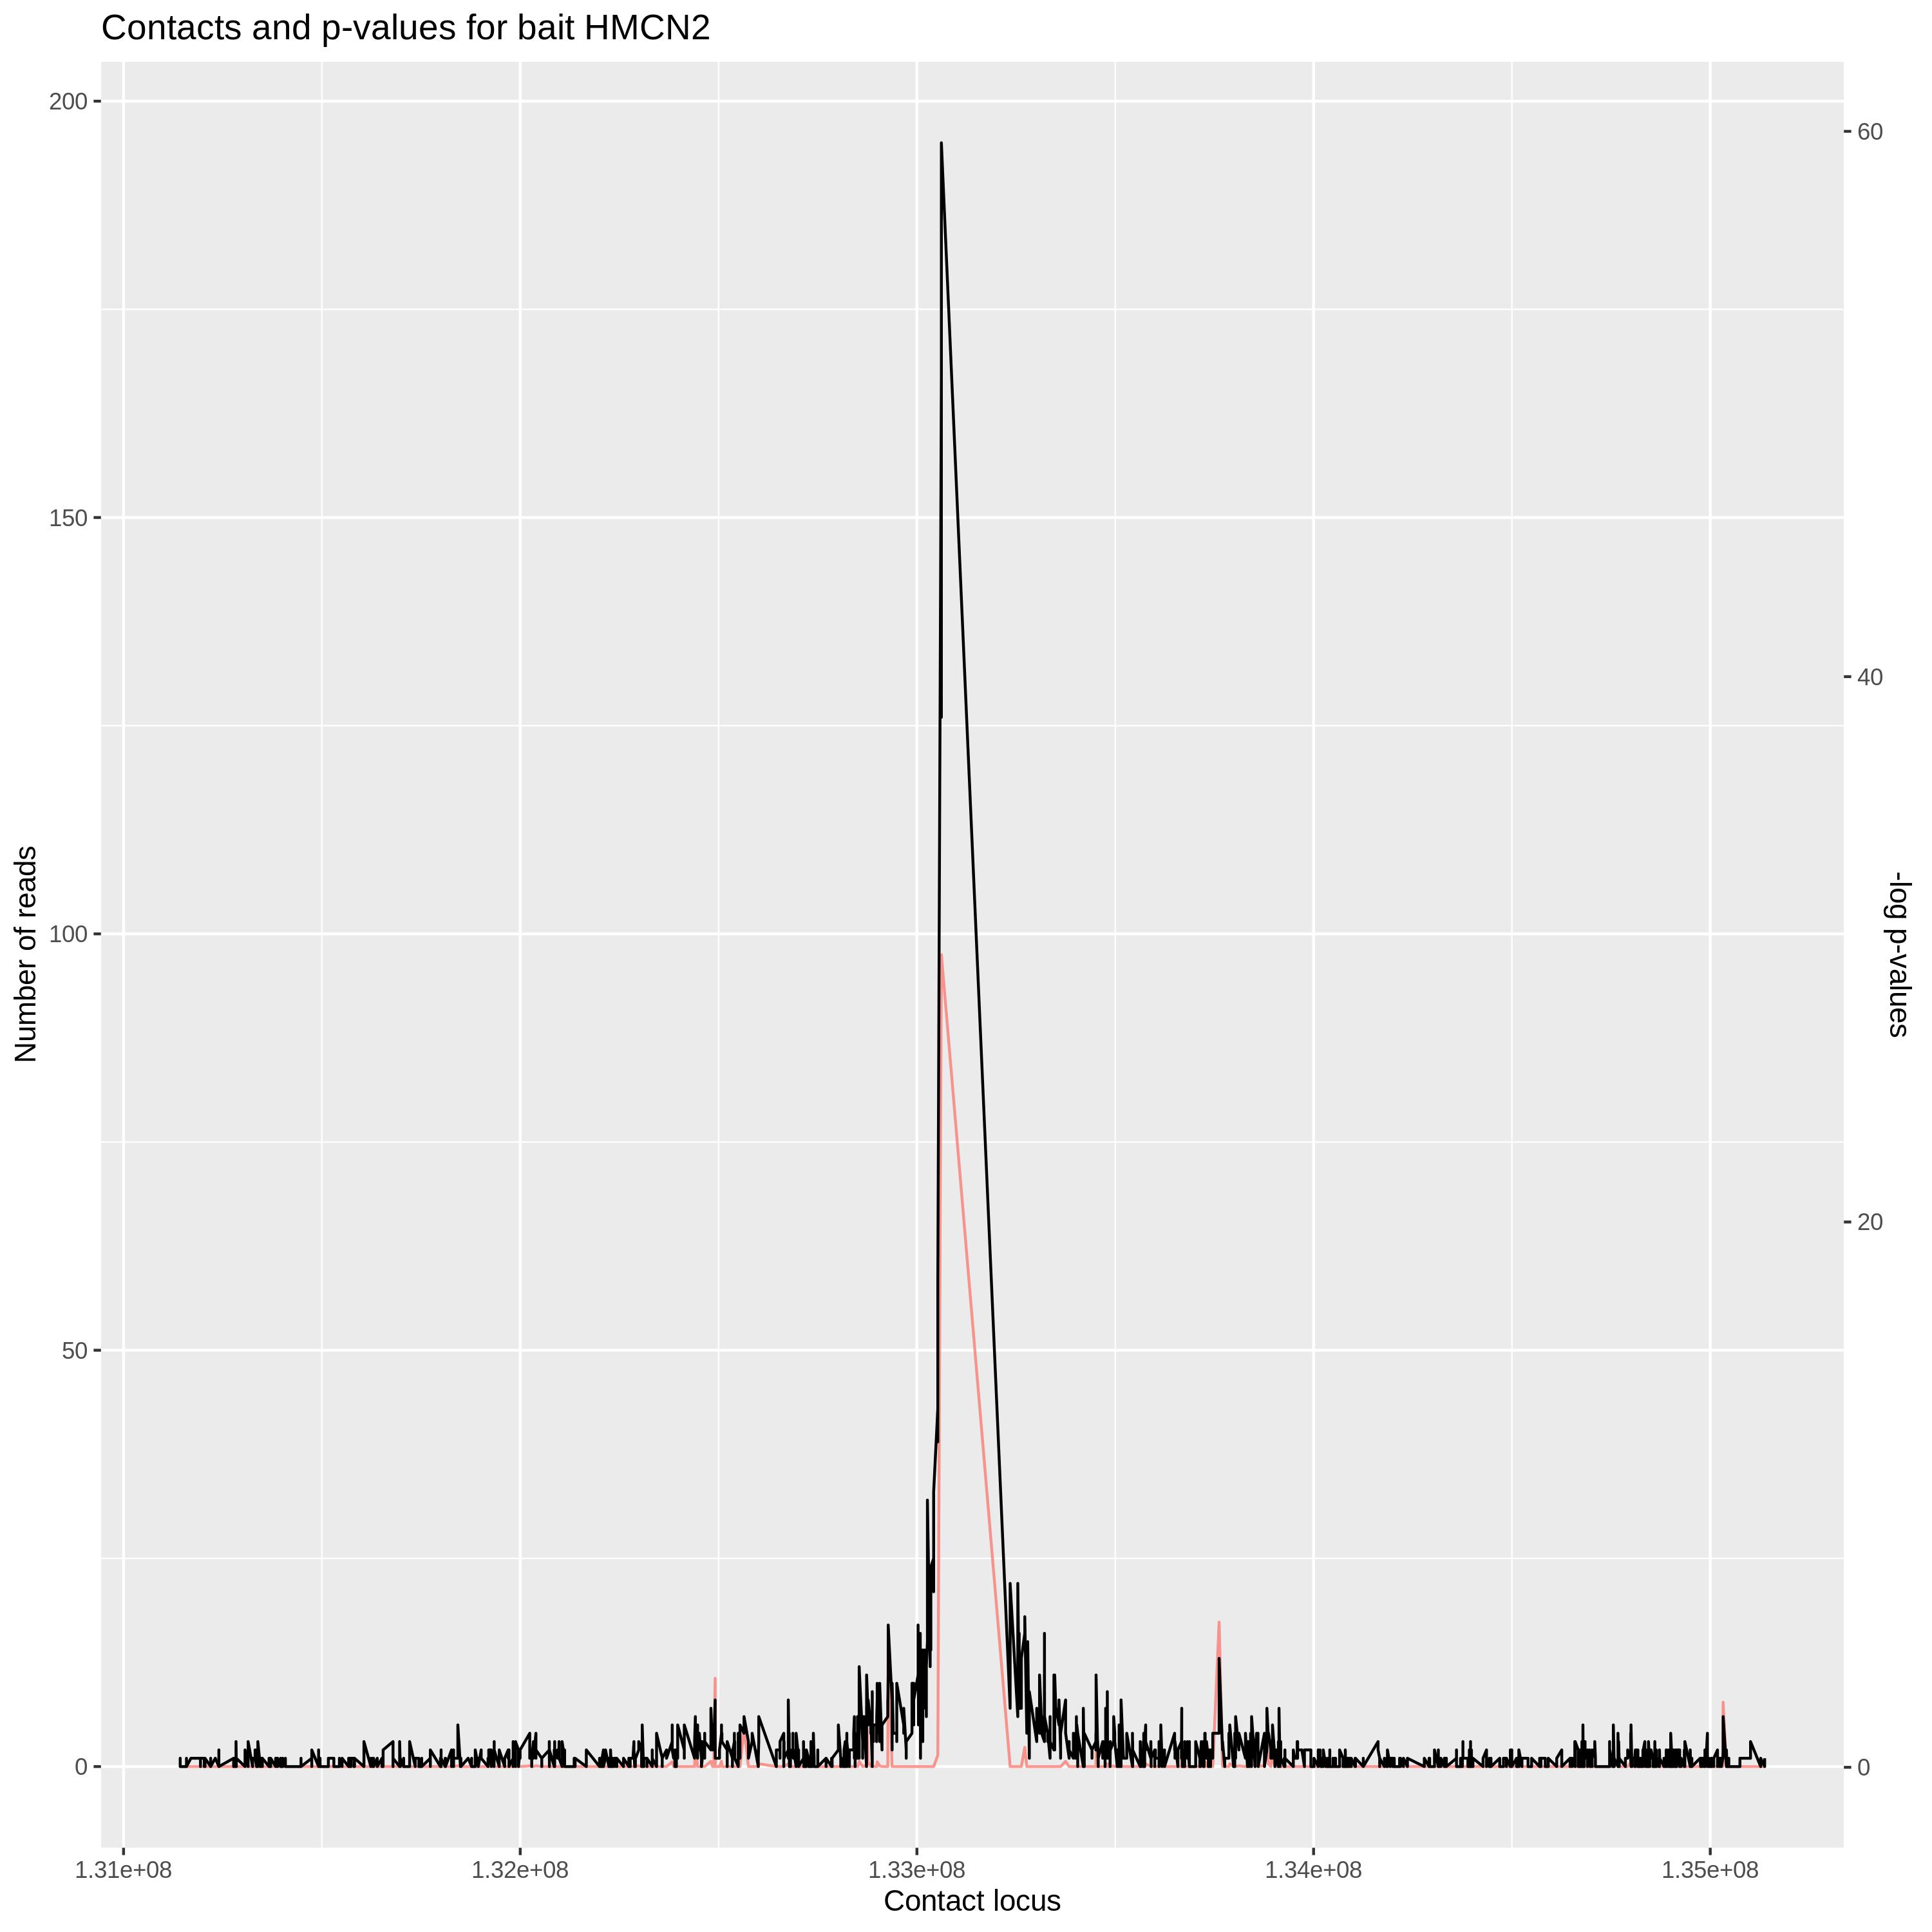 Contacts and p-values for bait HMCN2
200
150
100
50
0
Number of reads
60
40
20
0
-log p-values
1.31e+08
1.32e+08
1.33e+08
1.34e+08
1.35e+08
Contact locus